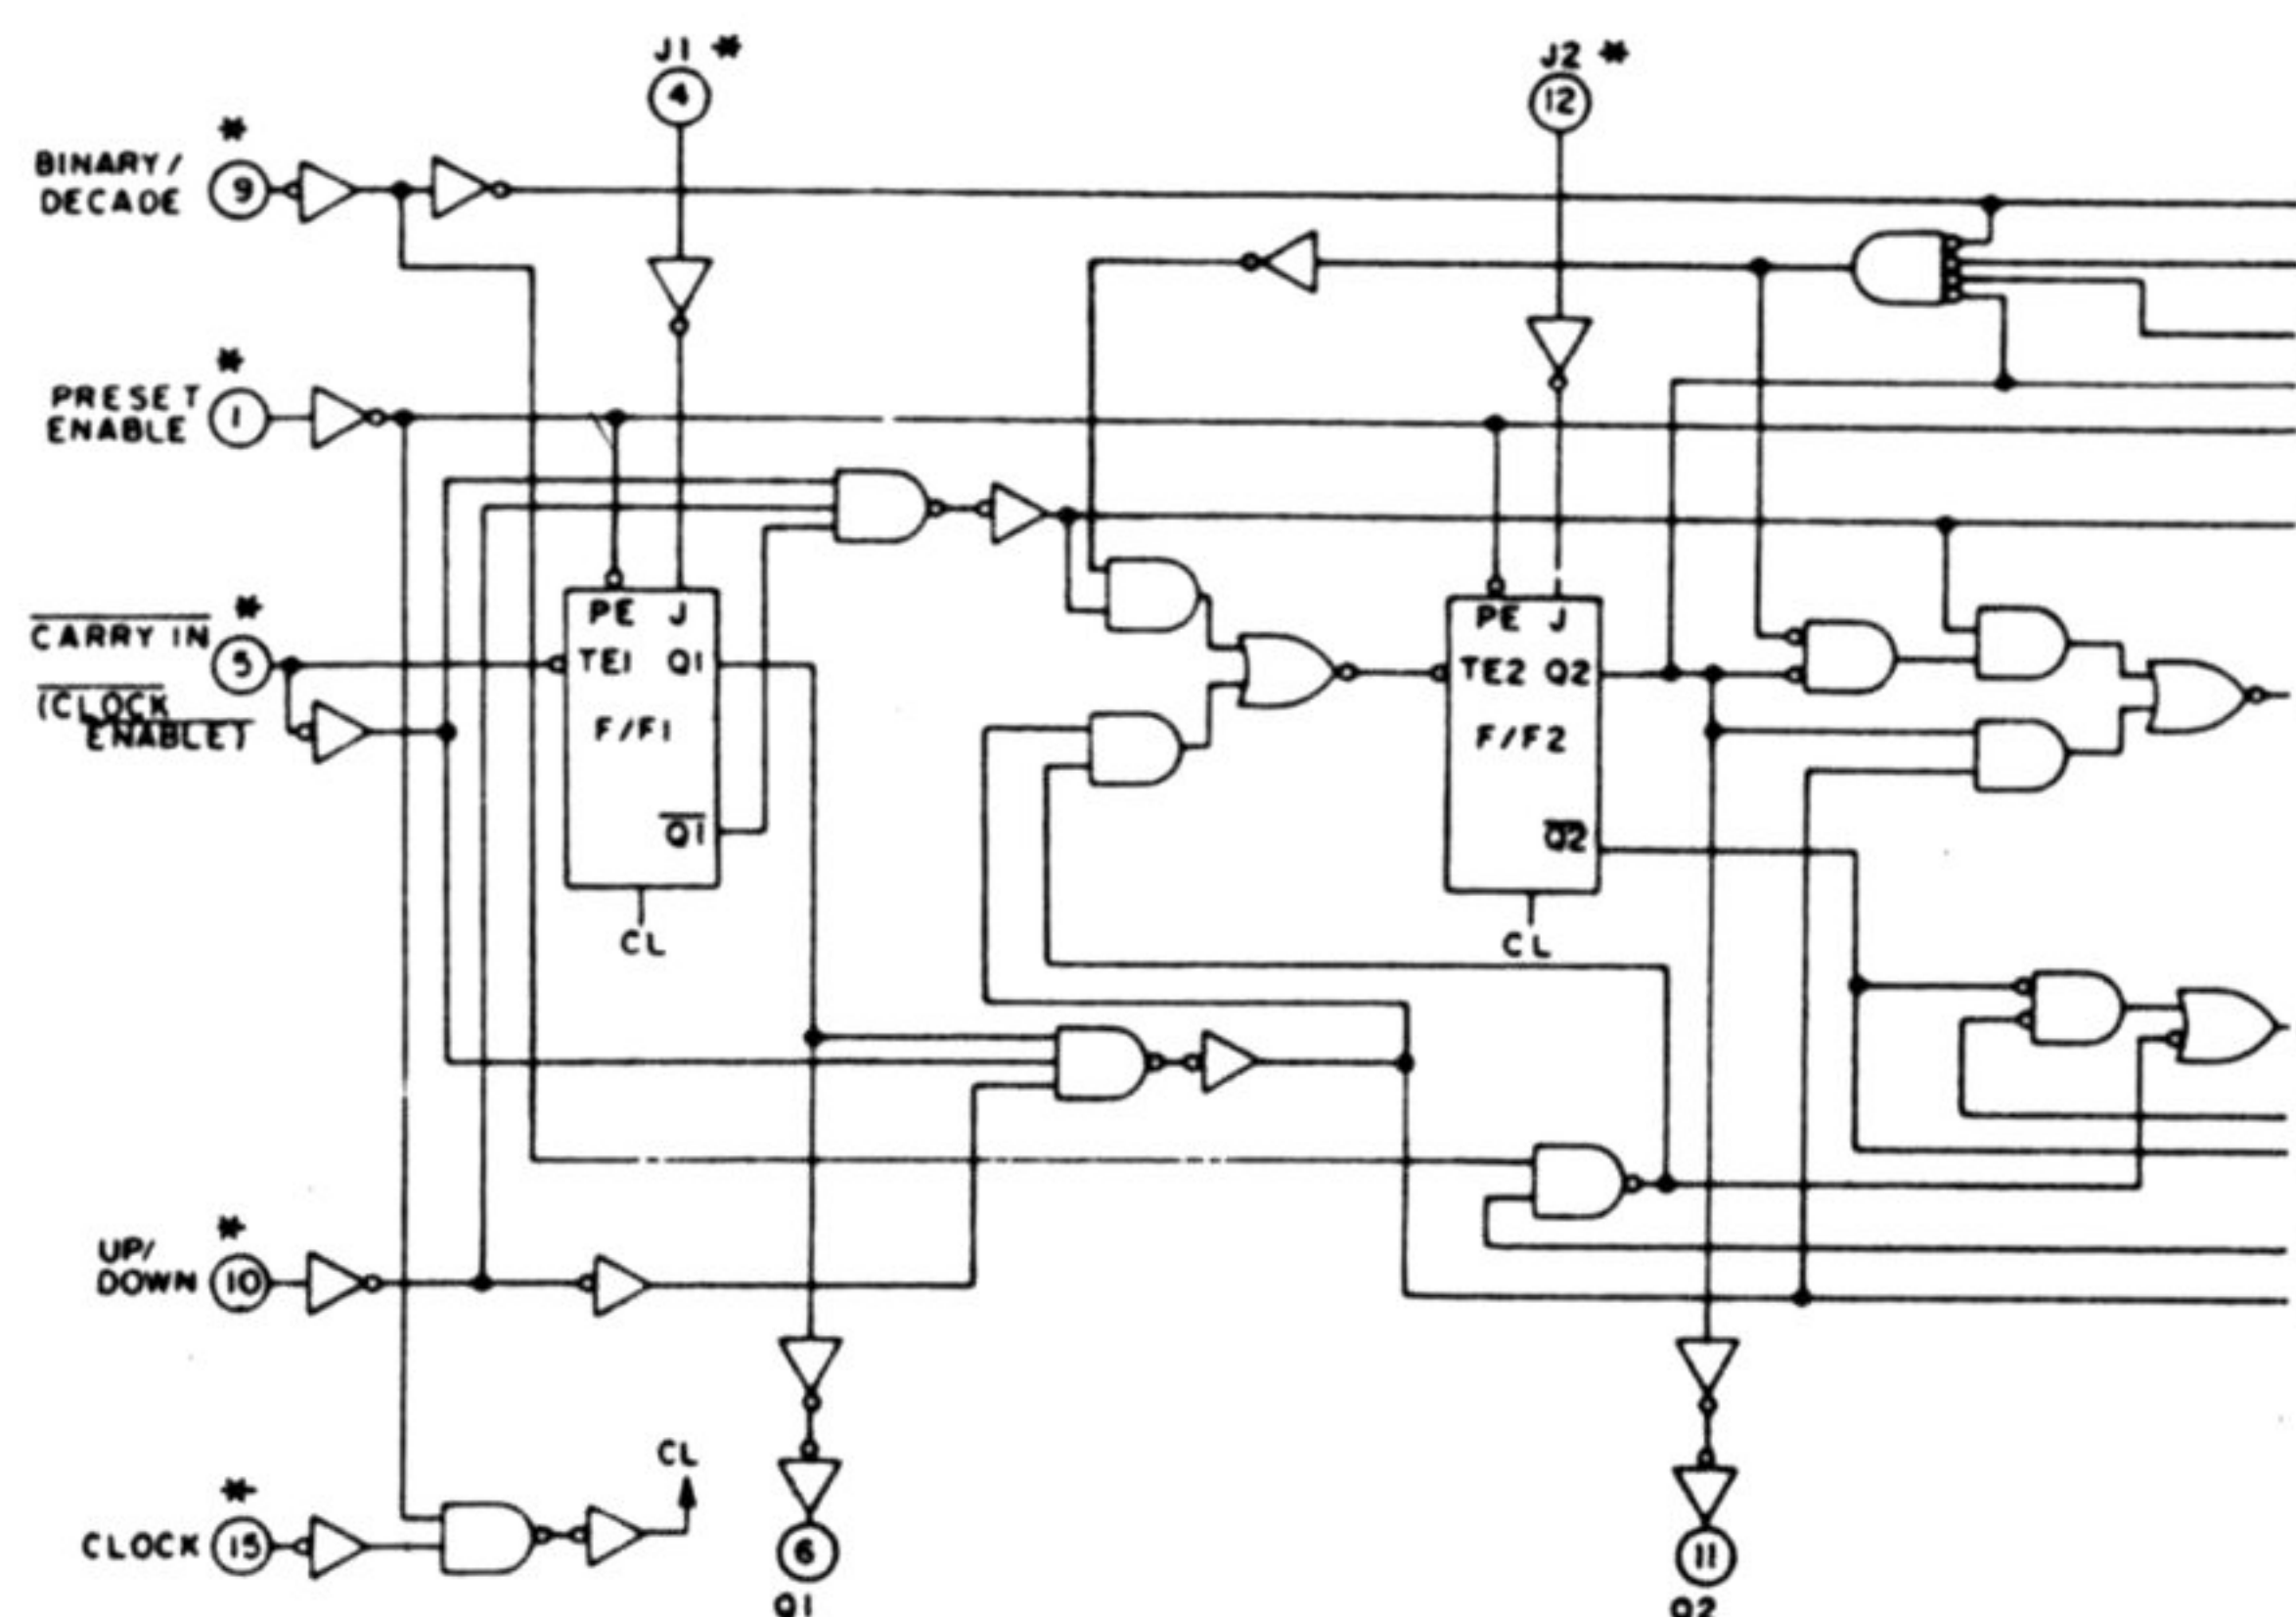 J1 *
4
J2 *
12
*
BINARY/
DECADE
9
*
PRESET
ENABLE
1
*
CARRY IN
5
(CLOCK
ENABLE)
PE J
TE1 Q1
F/F1
Q1
CL
PE J
TE2 Q2
F/F2
Q2
CL
*
UP/
DOWN
10
*
CLOCK
15
CL
6
Q1
11
Q2